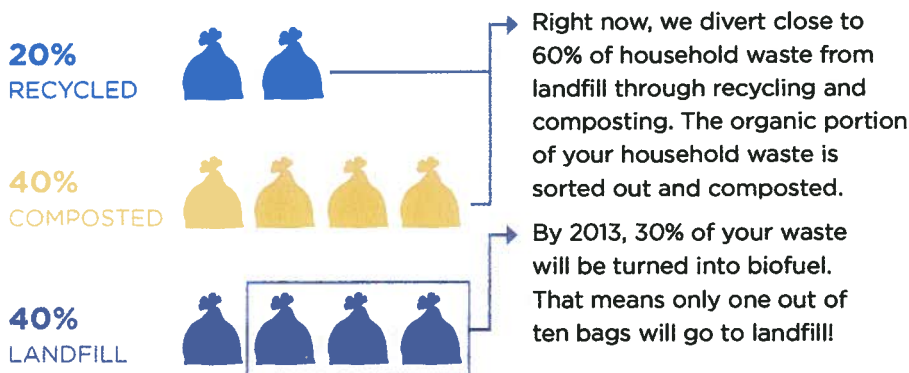 20%
RECYCLED
40%
COMPOSTED
40%
LANDFILL
Right now, we divert close to
60% of household waste from
landfill through recycling and
composting. The organic portion
of your household waste is
sorted out and composted.
By 2013, 30% of your waste
will be turned into biofuel.
That means only one out of
ten bags will go to landfill!